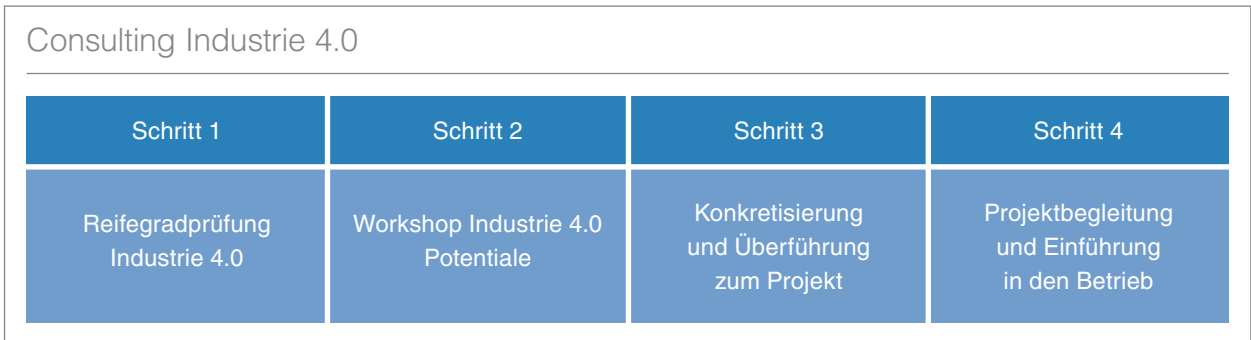 Consulting Industrie 4.0
Schritt 1
Schritt 2
Schritt 3
Schritt 4
Reifegradprüfung
Industrie 4.0
Workshop Industrie 4.0
Potentiale
Konkretisierung
und Überführung
zum Projekt
Projektbegleitung
und Einführung
in den Betrieb